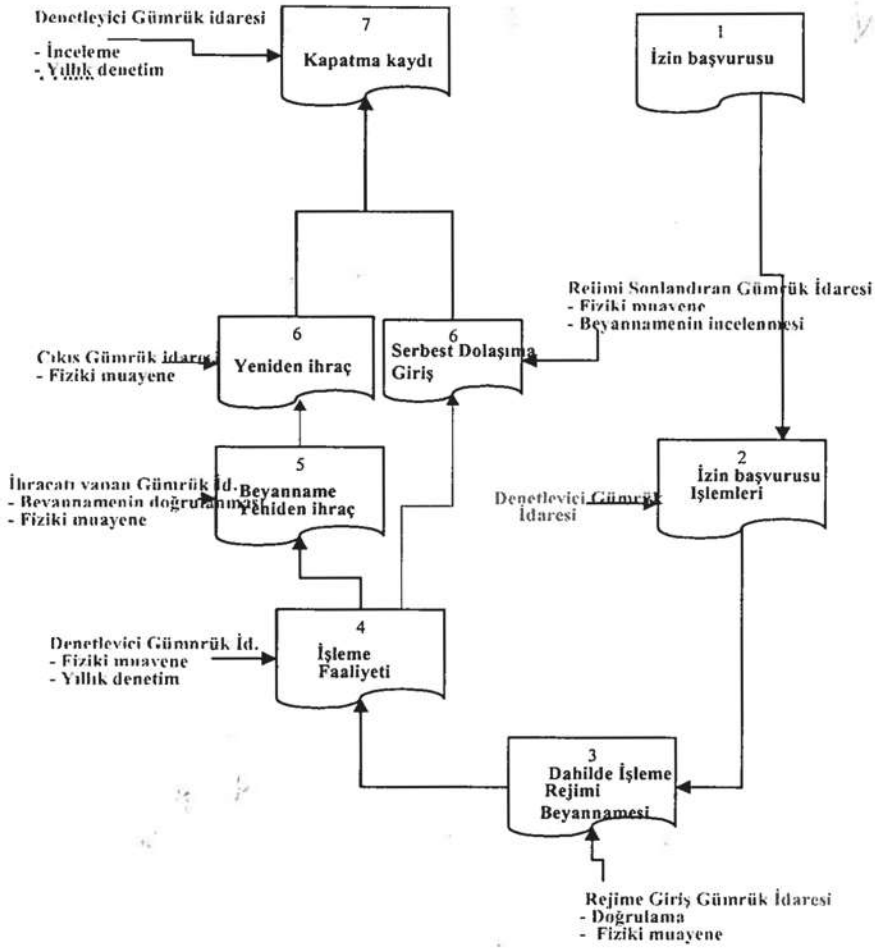 Denetleyici Gümrük idaresi
- İnceleme
- Yıllık denetim
7
Kapatma kaydı
1
İzin başvurusu
Rejimi Sonlandıran Gümrük İdaresi
- Fiziki muayene
- Beyannamenin incelenmesi
6
Yeniden ihraç
6
Serbest Dolaşıma
Giriş
Çıkış Gümrük idaresi
- Fiziki muayene
5
Beyanname
Yeniden ihraç
İhracatı yapan Gümrük İd.
- Beyannamenin doğrulanması
- Fiziki muayene
2
İzin başvurusu
İşlemleri
Denetleyici Gümrük
İdaresi
4
İşleme
Faaliyeti
Denetleyici Gümnrük İd.
- Fiziki muayene
- Yıllık denetim
3
Dahilde İşleme
Rejimi
Beyannamesi
Rejime Giriş Gümrük İdaresi
- Doğrulama
- Fiziki muayene